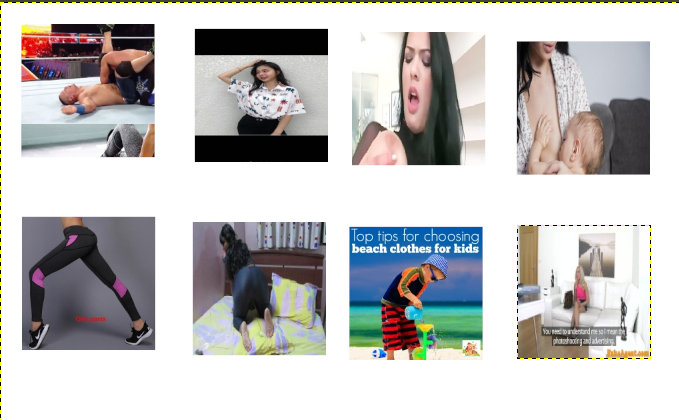 Top tips for choosing
beach clothes for kids
You need to understand me so I mean the
photoshooting and advertising.